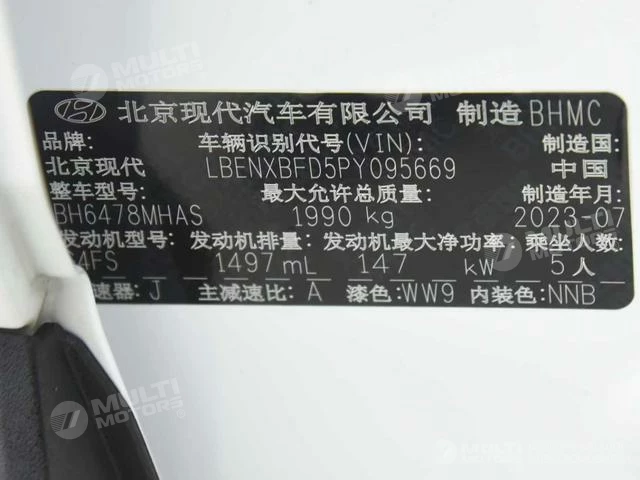 北京现代汽车有限公司 制造 BHMC
品牌: 车辆识别代号(VIN): 制造国:
北京现代 LBENXBFD5PY095669 中国
整车型号: 最大允许总质量: 制造年月:
BH6478MHAS 1990 kg 2023-07
发动机型号: 发动机排量: 发动机最大净功率: 乘坐人数:
G4FS 1497 mL 147 kW 5人
速器: J 主减速比: A 漆色: WW9 内装色: NNB
MULTI MOTORS